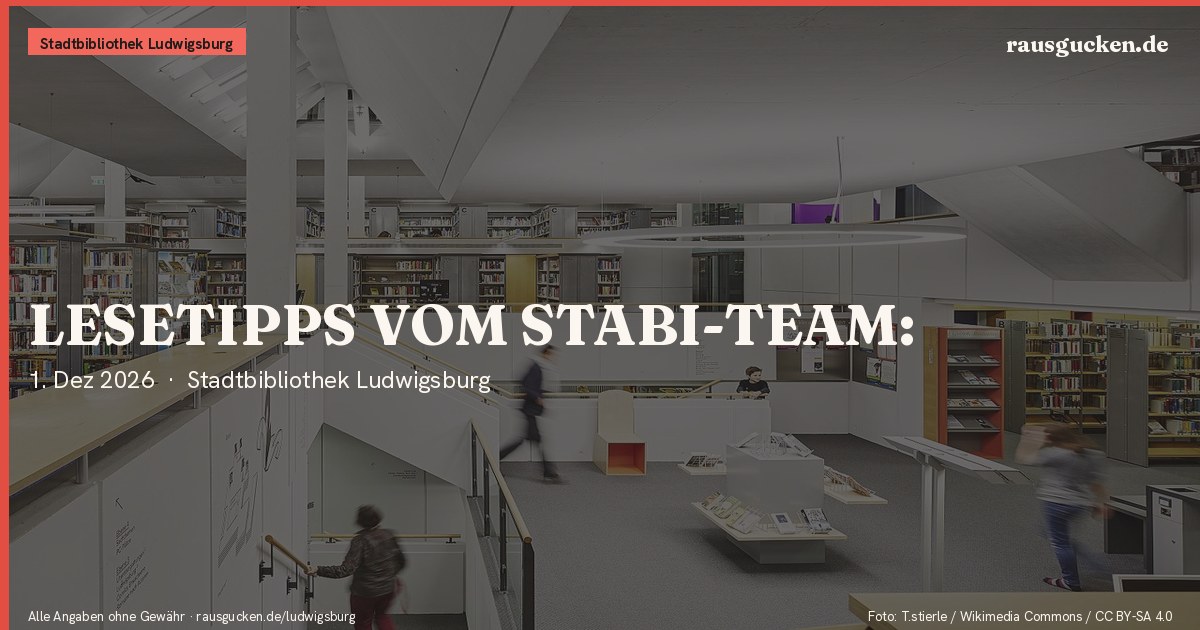 Stadtbibliothek Ludwigsburg
rausgucken.de
LESETIPPS VOM STABI-TEAM:
1. Dez 2026 · Stadtbibliothek Ludwigsburg
Alle Angaben ohne Gewähr · rausgucken.de/ludwigsburg
Foto: T.stierle / Wikimedia Commons / CC BY-SA 4.0